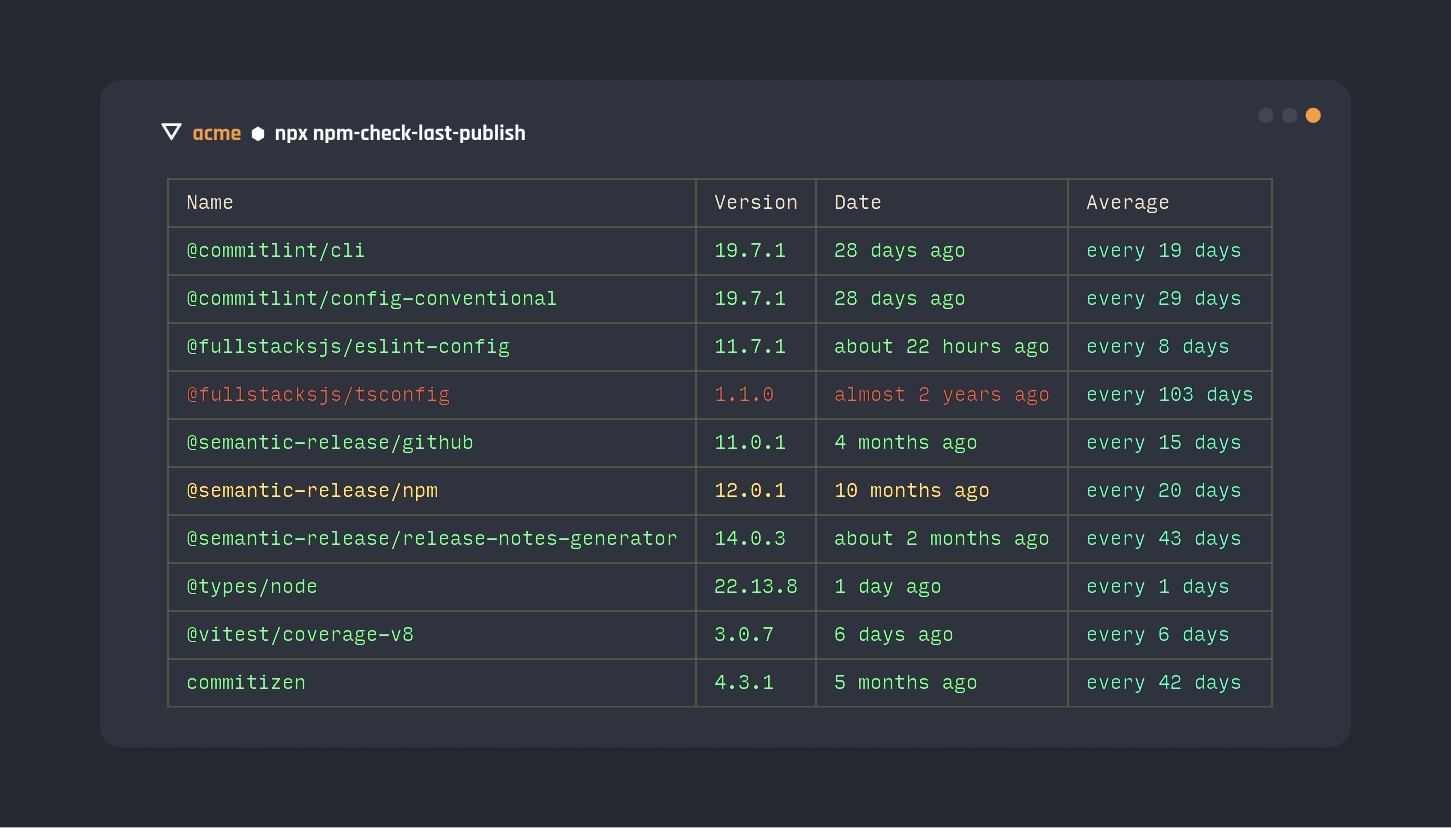 acme npx npm-check-last-publish
Name Version Date Average
@commitlint/cli 19.7.1 28 days ago every 19 days
@commitlint/config-conventional 19.7.1 28 days ago every 29 days
@fullstacksjs/eslint-config 11.7.1 about 22 hours ago every 8 days
@fullstacksjs/tsconfig 1.1.0 almost 2 years ago every 103 days
@semantic-release/github 11.0.1 4 months ago every 15 days
@semantic-release/npm 12.0.1 10 months ago every 20 days
@semantic-release/release-notes-generator 14.0.3 about 2 months ago every 43 days
@types/node 22.13.8 1 day ago every 1 days
@vitest/coverage-v8 3.0.7 6 days ago every 6 days
commitizen 4.3.1 5 months ago every 42 days